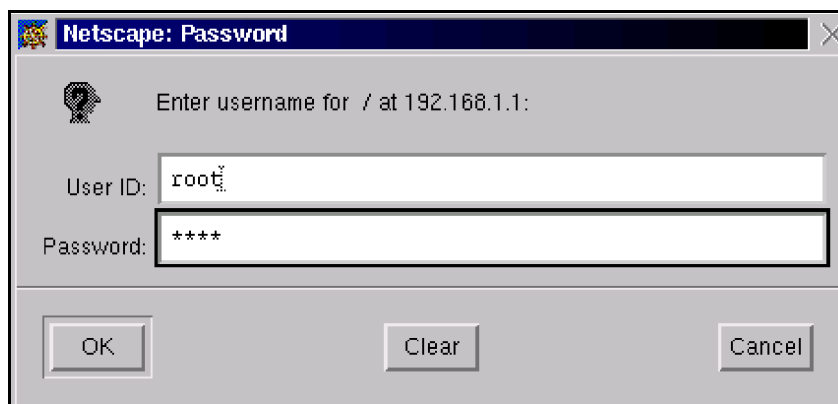 Netscape: Password
Enter username for / at 192.168.1.1:
User ID: root
Password: ****
OK Clear Cancel